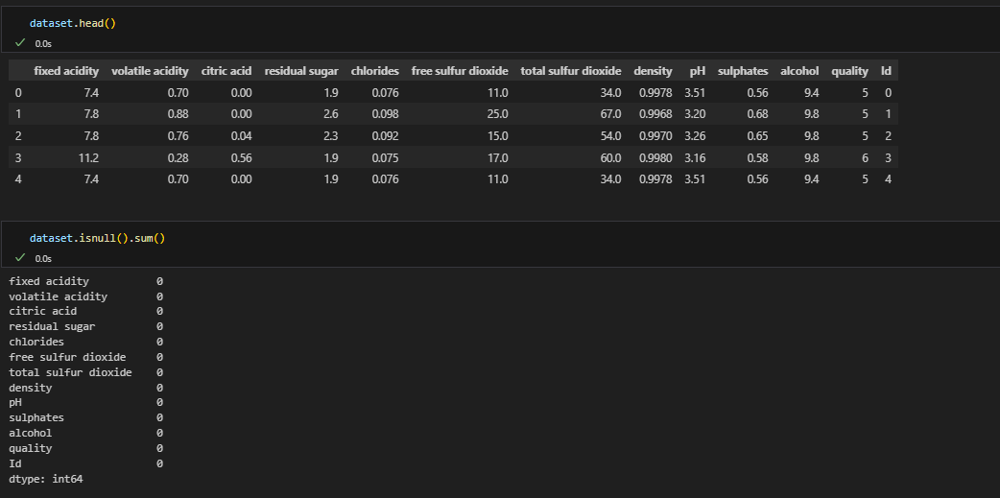 dataset.head()
0.0s
fixed acidity volatile acidity citric acid residual sugar chlorides free sulfur dioxide total sulfur dioxide density pH sulphates alcohol quality Id
0 7.4 0.70 0.00 1.9 0.076 11.0 34.0 0.9978 3.51 0.56 9.4 5 0
1 7.8 0.88 0.00 2.6 0.098 25.0 67.0 0.9968 3.20 0.68 9.8 5 1
2 7.8 0.76 0.04 2.3 0.092 15.0 54.0 0.9970 3.26 0.65 9.8 5 2
3 11.2 0.28 0.56 1.9 0.075 17.0 60.0 0.9980 3.16 0.58 9.8 6 3
4 7.4 0.70 0.00 1.9 0.076 11.0 34.0 0.9978 3.51 0.56 9.4 5 4
dataset.isnull().sum()
0.0s
fixed acidity 0
volatile acidity 0
citric acid 0
residual sugar 0
chlorides 0
free sulfur dioxide 0
total sulfur dioxide 0
density 0
pH 0
sulphates 0
alcohol 0
quality 0
Id 0
dtype: int64